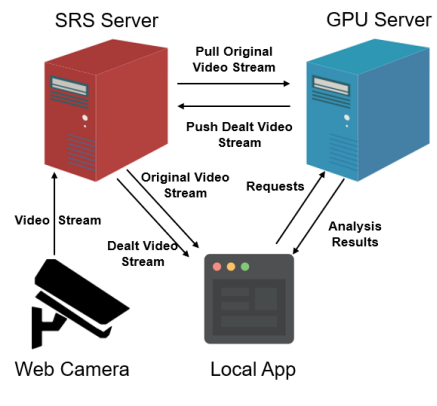 SRS Server
GPU Server
Pull Original
Video Stream
Push Dealt Video
Stream
Original Video
Stream
Requests
Video Stream
Dealt Video
Stream
Analysis
Results
Web Camera
Local App